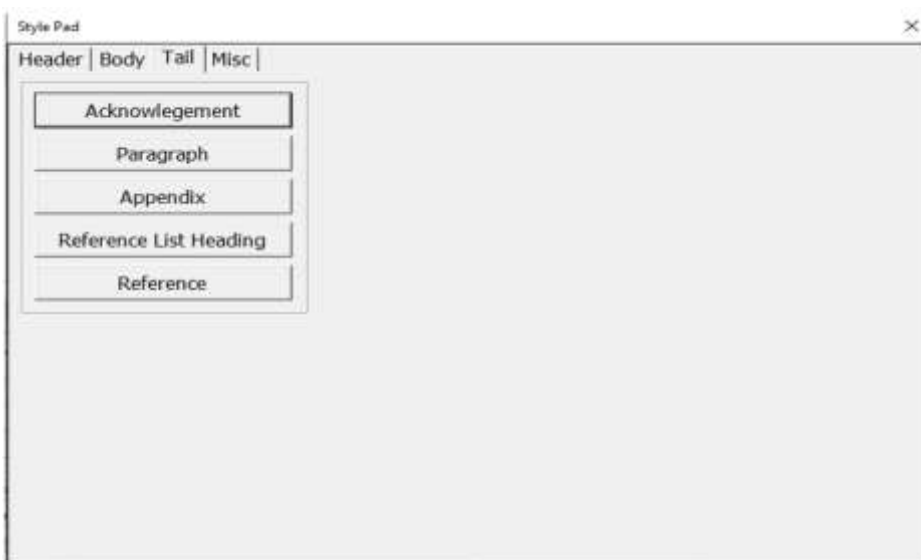 Style Pad
Header Body Tail Misc
Acknowlegement
Paragraph
Appendix
Reference List Heading
Reference